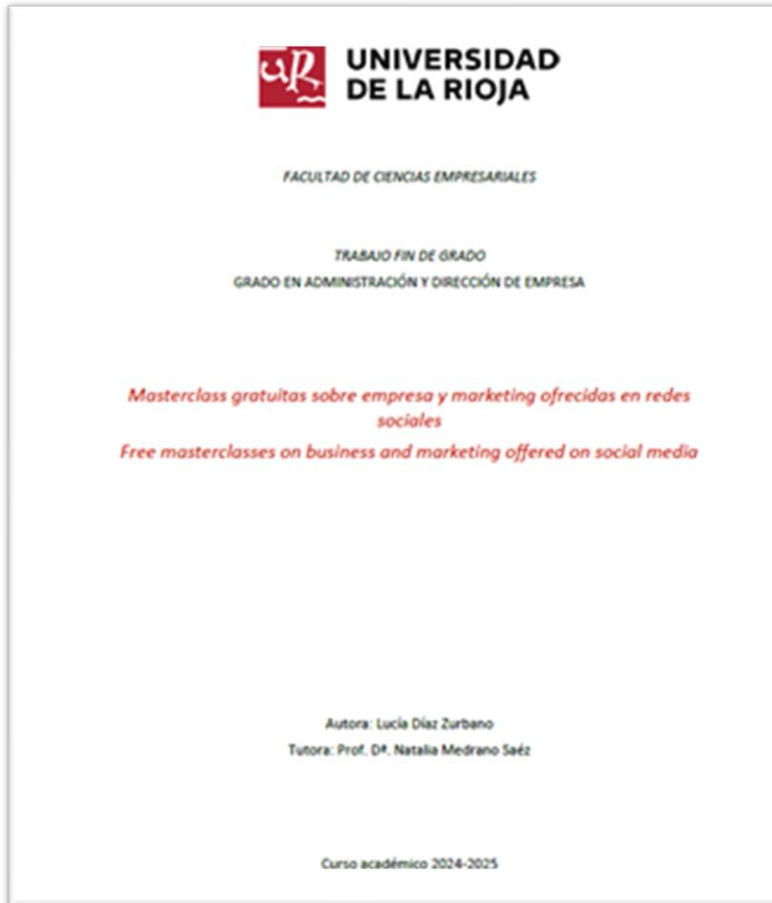 uR
UNIVERSIDAD
DE LA RIOJA
FACULTAD DE CIENCIAS EMPRESARIALES
TRABAJO FIN DE GRADO
GRADO EN ADMINISTRACIÓN Y DIRECCIÓN DE EMPRESA
Masterclass gratuitas sobre empresa y marketing ofrecidas en redes
sociales
Free masterclasses on business and marketing offered on social media
Autora: Lucía Díaz Zurbano
Tutora: Prof. Dª. Natalia Medrano Saéz
Curso académico 2024-2025